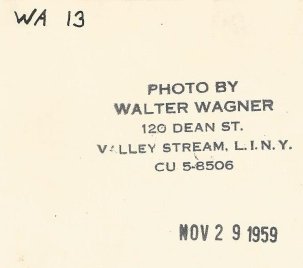 WA 13
PHOTO BY
WALTER WAGNER
120 DEAN ST.
VALLEY STREAM, L.I.N.Y.
CU 5-8506
NOV 29 1959